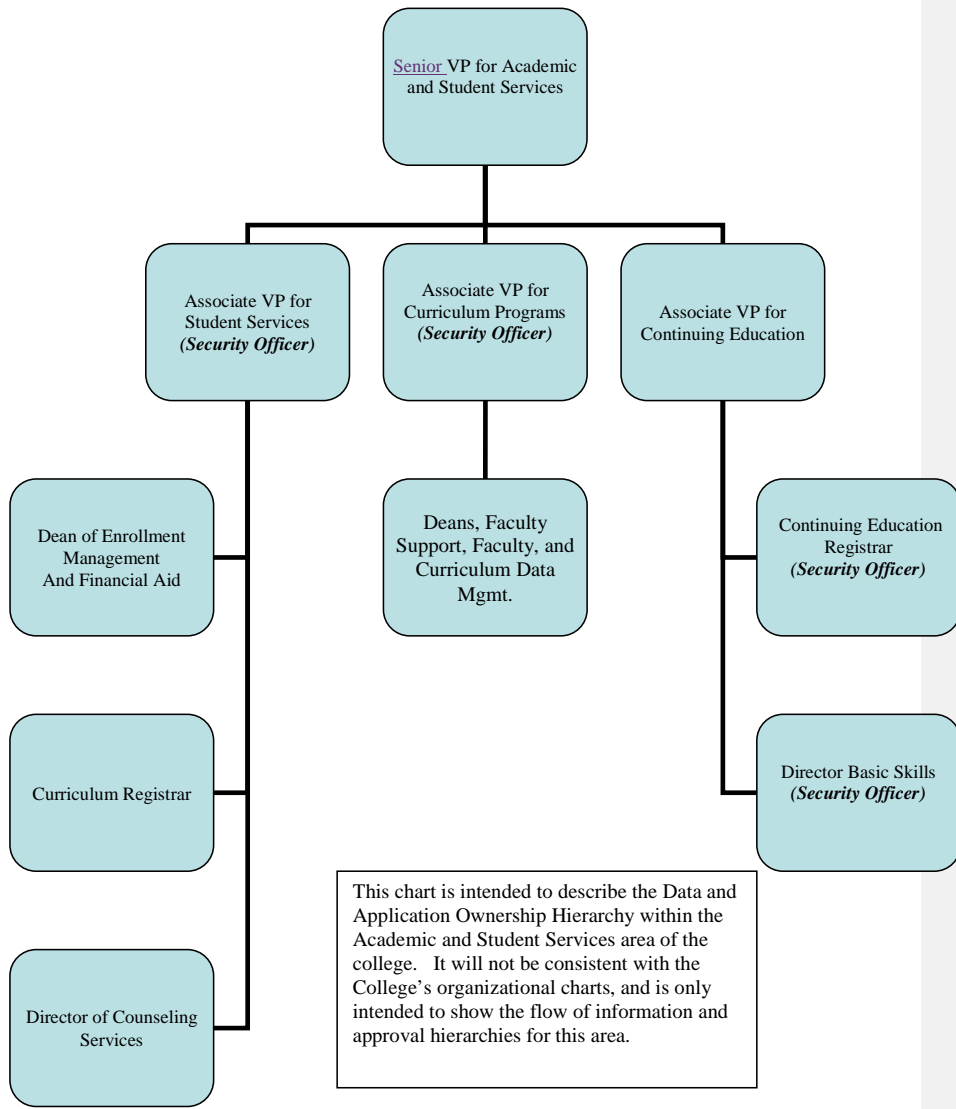 Senior VP for Academic
and Student Services
Associate VP for
Student Services
(Security Officer)
Associate VP for
Curriculum Programs
(Security Officer)
Associate VP for
Continuing Education
Dean of Enrollment
Management
And Financial Aid
Deans, Faculty
Support, Faculty, and
Curriculum Data
Mgmt.
Continuing Education
Registrar
(Security Officer)
Curriculum Registrar
Director Basic Skills
(Security Officer)
Director of Counseling
Services
This chart is intended to describe the Data and
Application Ownership Hierarchy within the
Academic and Student Services area of the
college.   It will not be consistent with the
College’s organizational charts, and is only
intended to show the flow of information and
approval hierarchies for this area.